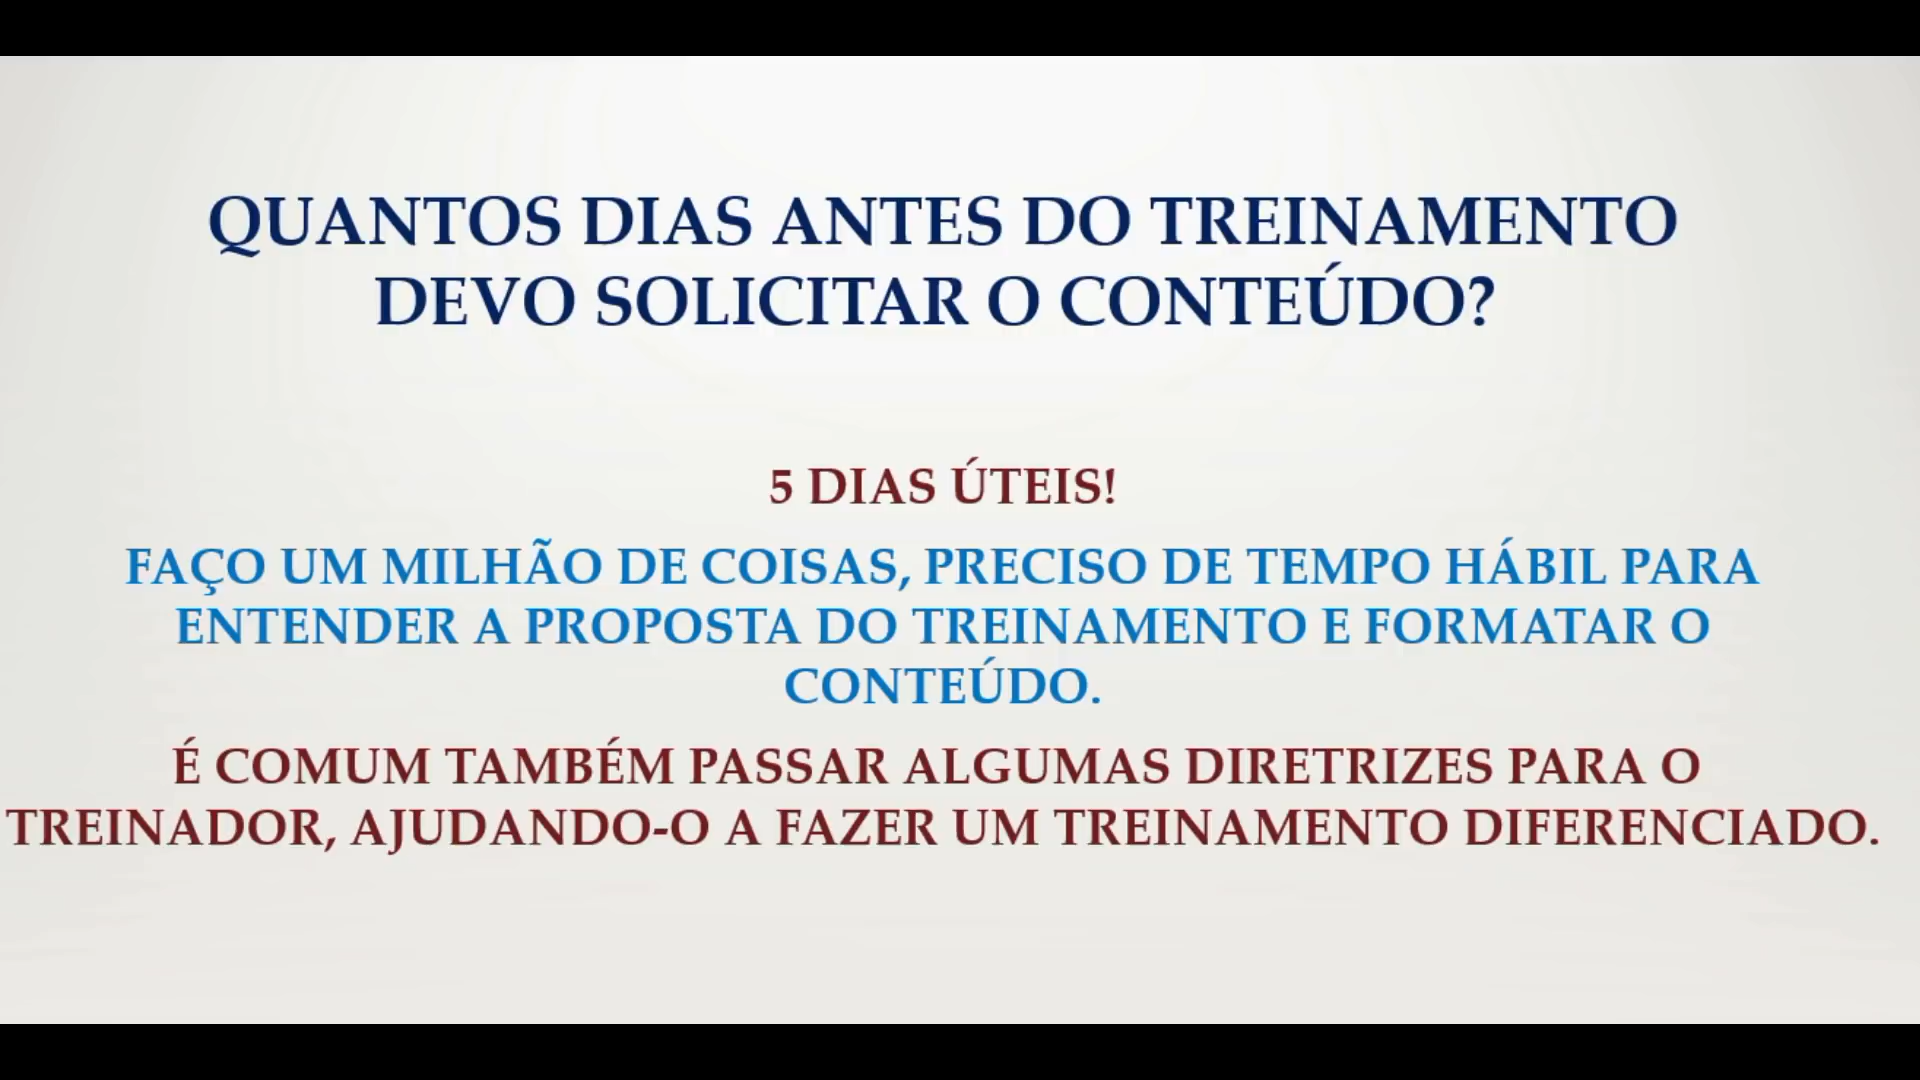 QUANTOS DIAS ANTES DO TREINAMENTO
DEVO SOLICITAR O CONTEÚDO?
5 DIAS ÚTEIS!
FAÇO UM MILHÃO DE COISAS, PRECISO DE TEMPO HÁBIL PARA
ENTENDER A PROPOSTA DO TREINAMENTO E FORMATAR O
CONTEÚDO.
É COMUM TAMBÉM PASSAR ALGUMAS DIRETRIZES PARA O
TREINADOR, AJUDANDO-O A FAZER UM TREINAMENTO DIFERENCIADO.